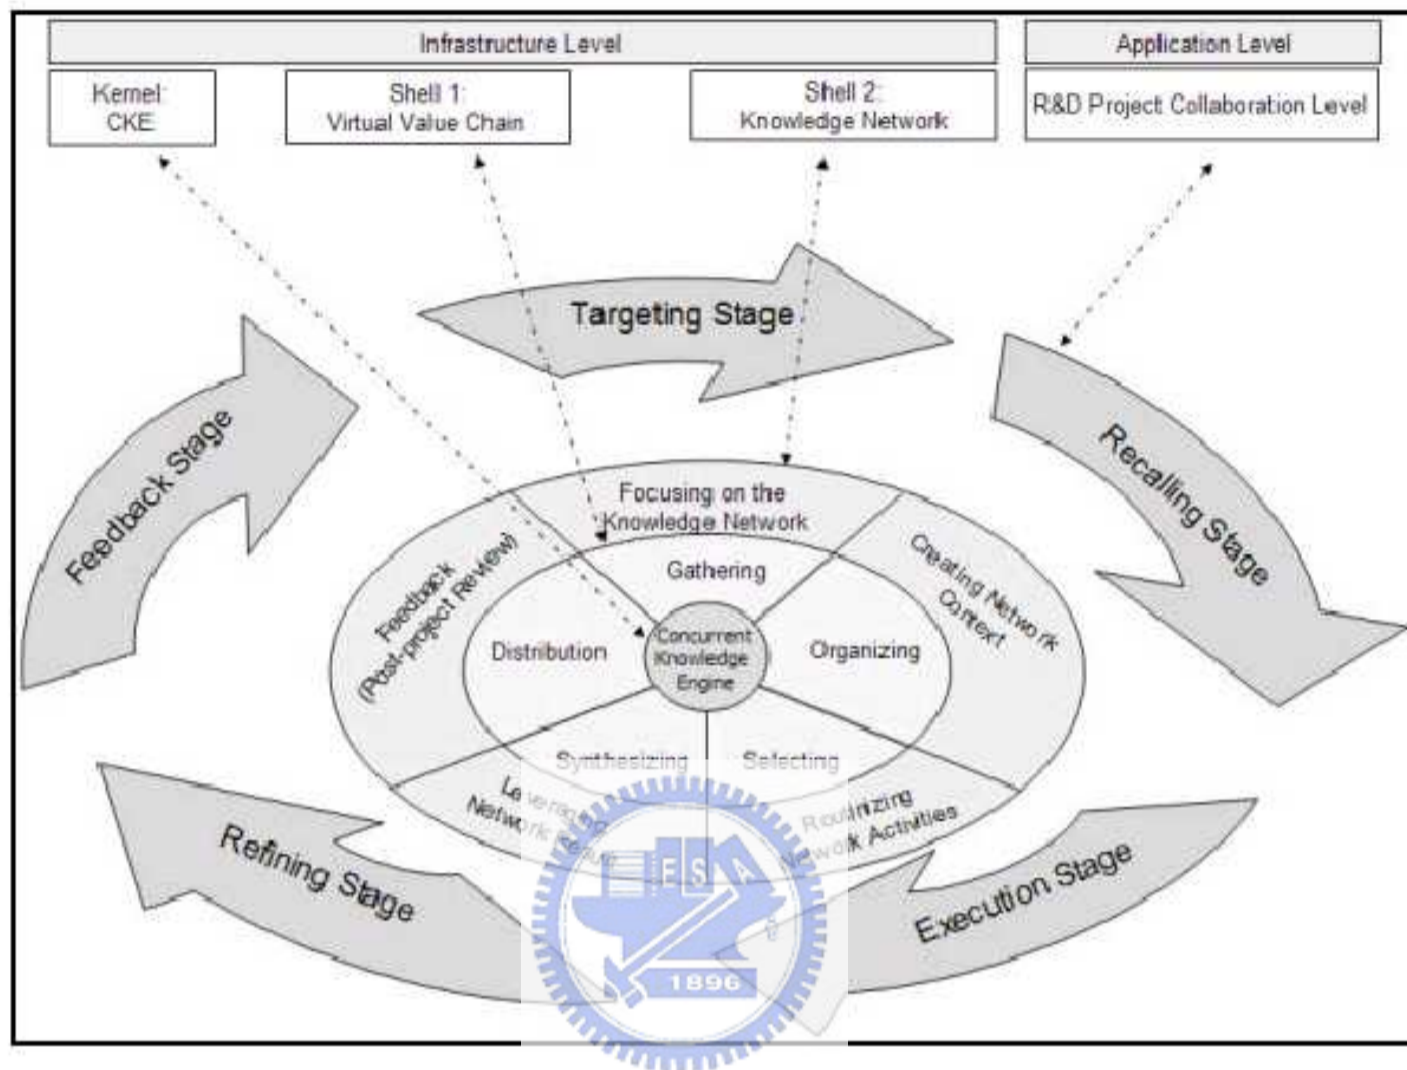 Infrastructure Level
Application Level
Kernel:
CKE
Shell 1:
Virtual Value Chain
Shell 2:
Knowledge Network
R&D Project Collaboration Level
Targeting Stage
Feedback Stage
Recalling Stage
Focusing on the
Knowledge Network
Feedback
(Post-project Review)
Creating Network
Context
Gathering
Distribution
Concurrent
Knowledge
Engine
Organizing
Synthesizing
Selecting
Leveraging
Network
Routinizing
Network Activities
Refining Stage
Execution Stage
E S A
1896